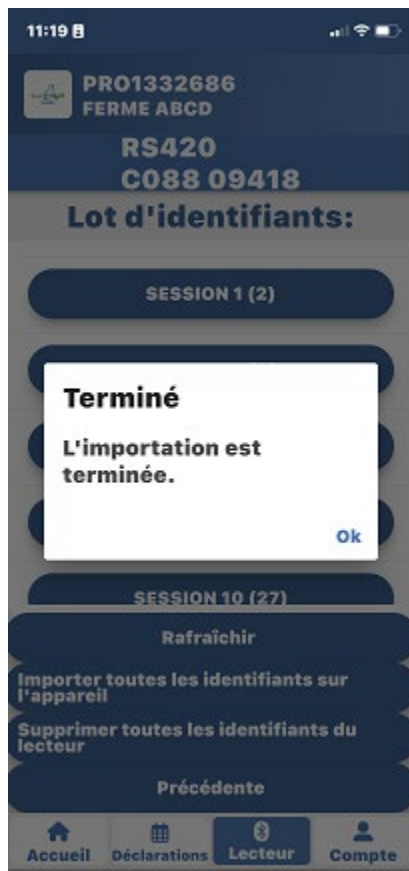 11:19
PRO1332686
FERME ABCD
RS420
C088 09418
Lot d'identifiants:
SESSION 1 (2)
Terminé
L'importation est
terminée.
Ok
SESSION 10 (27)
Rafraîchir
Importer toutes les identifiants sur
l'appareil
Supprimer toutes les identifiants du
lecteur
Précédente
Accueil Déclarations Lecteur Compte